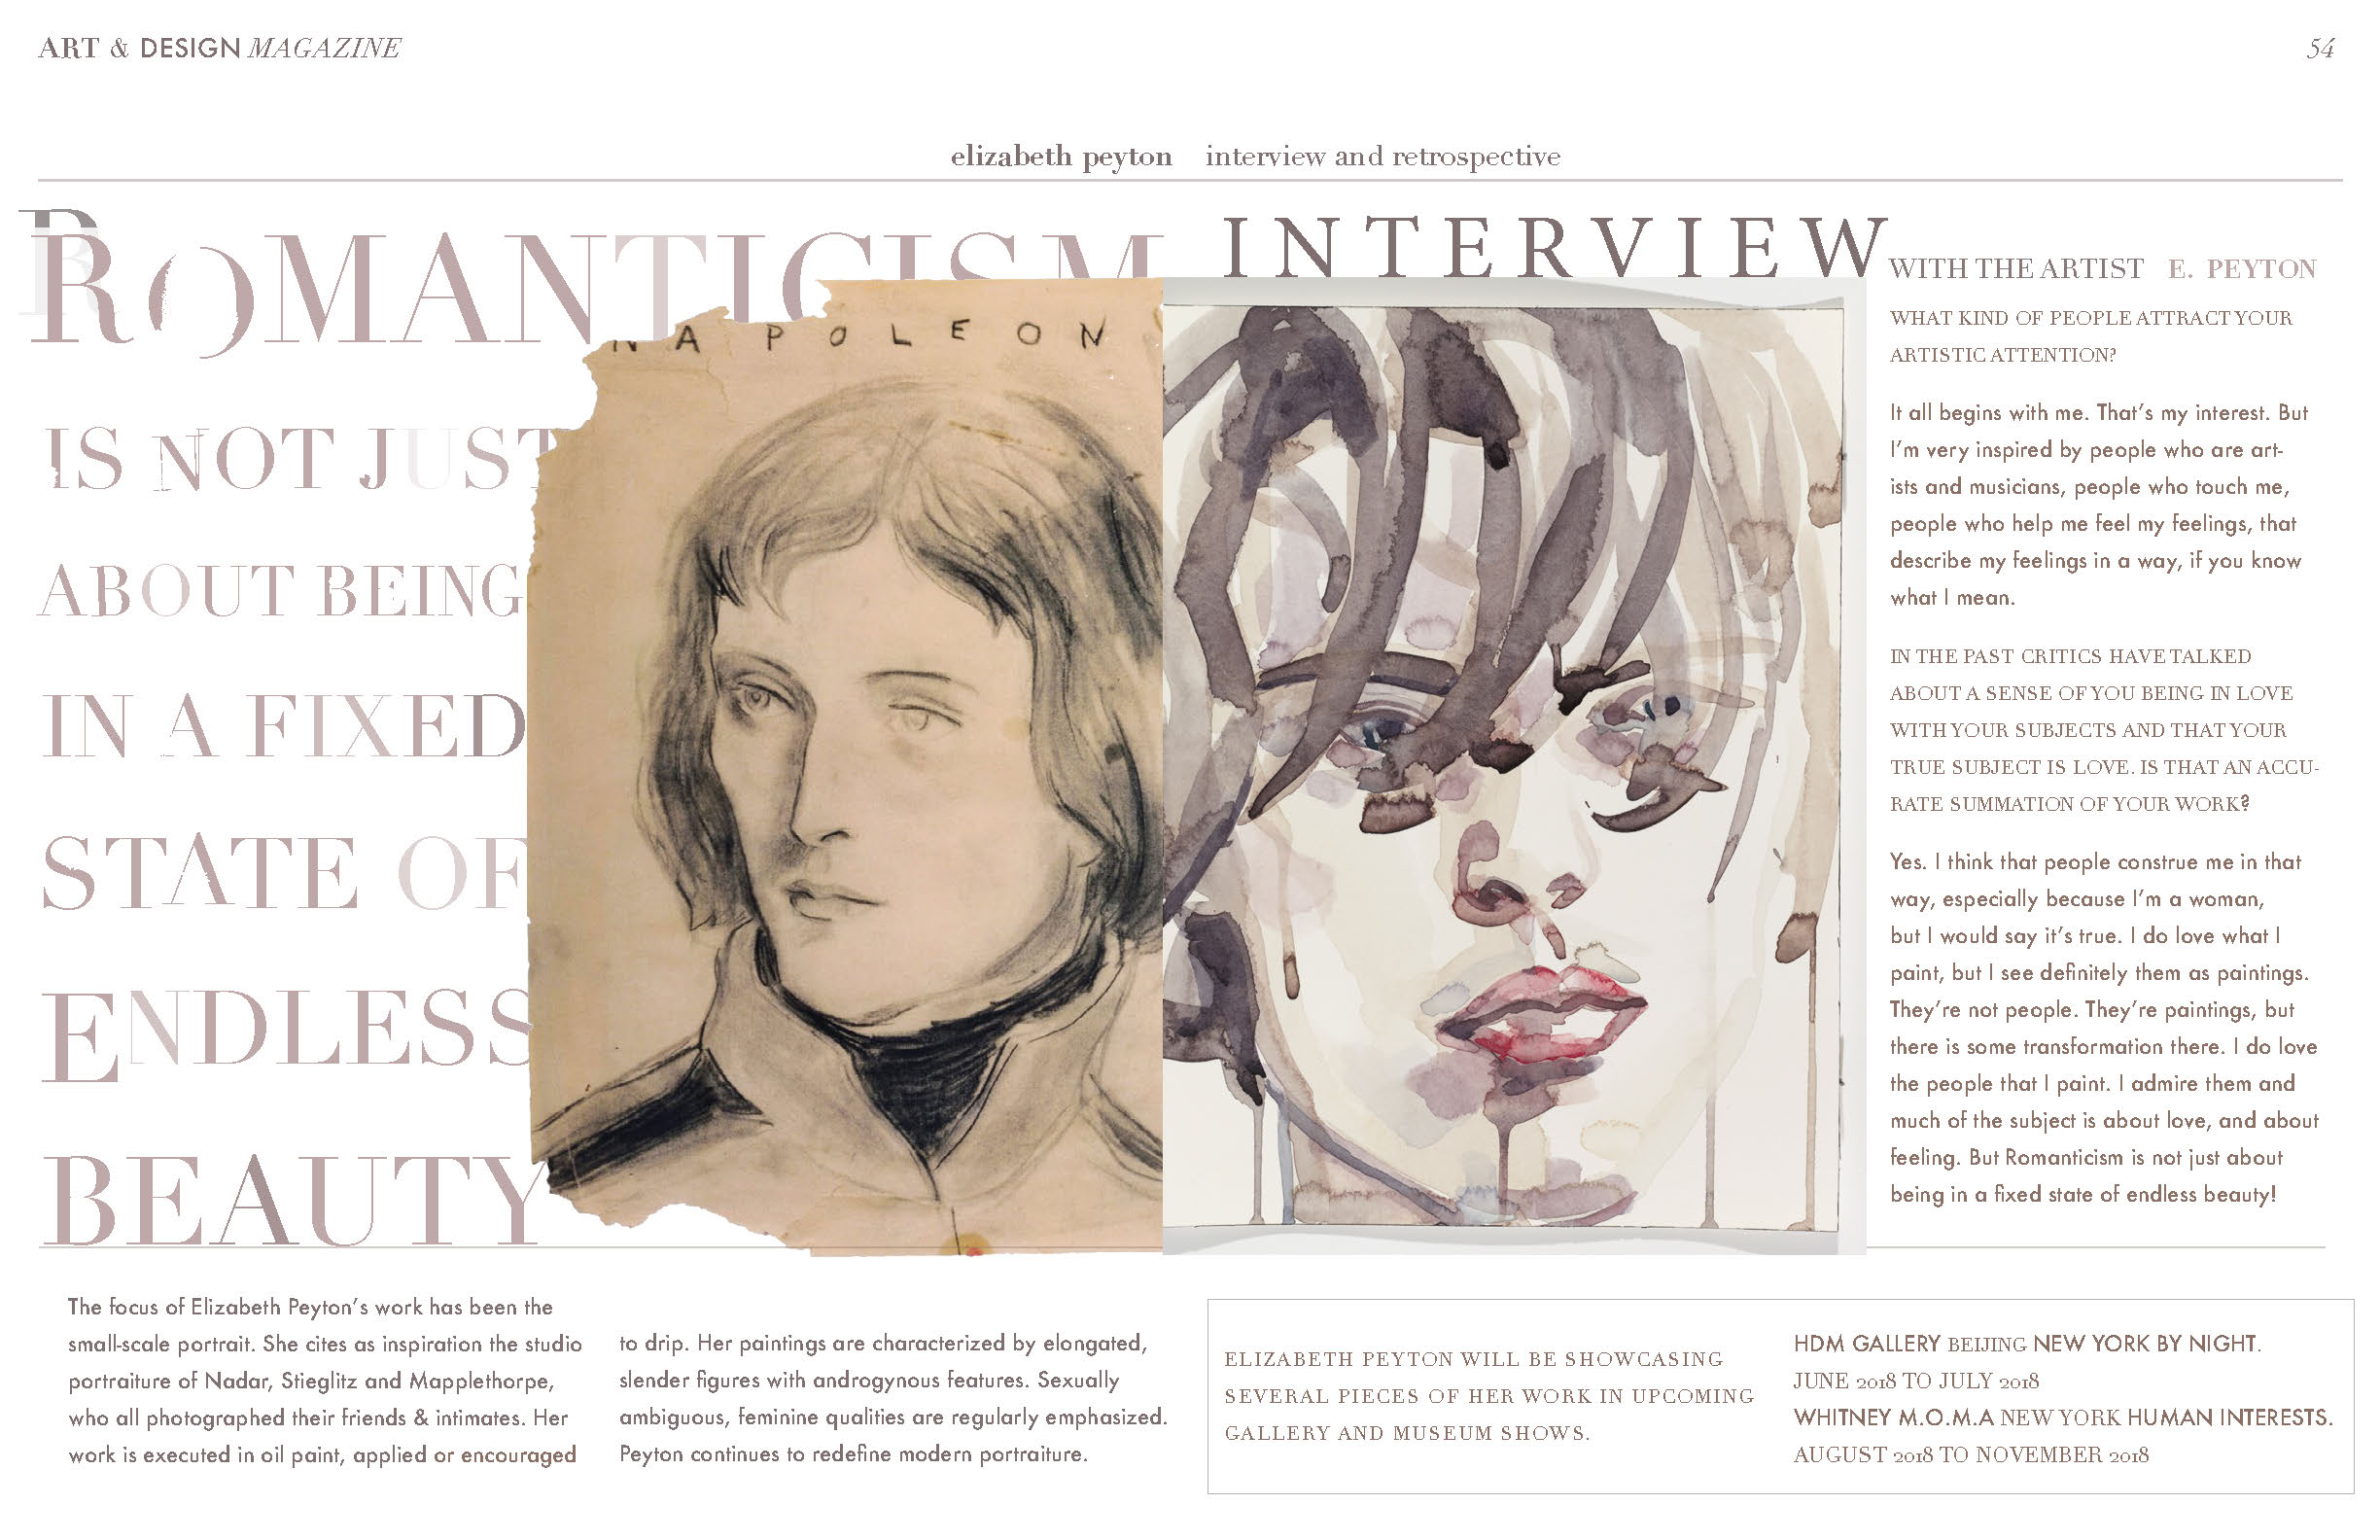 ART & DESIGN MAGAZINE
54
elizabeth peyton interview and retrospective
ROMANTICISM
IS NOT JUST
ABOUT BEING
IN A FIXED
STATE OF
ENDLESS
BEAUTY
NAPOLEON
INTERVIEW
WITH THE ARTIST E. PEYTON
WHAT KIND OF PEOPLE ATTRACT YOUR
ARTISTIC ATTENTION?
It all begins with me. That's my interest. But
I'm very inspired by people who are art-
ists and musicians, people who touch me,
people who help me feel my feelings, that
describe my feelings in a way, if you know
what I mean.
IN THE PAST CRITICS HAVE TALKED
ABOUT A SENSE OF YOU BEING IN LOVE
WITH YOUR SUBJECTS AND THAT YOUR
TRUE SUBJECT IS LOVE. IS THAT AN ACCU-
RATE SUMMATION OF YOUR WORK?
Yes. I think that people construe me in that
way, especially because I'm a woman,
but I would say it's true. I do love what I
paint, but I see definitely them as paintings.
They're not people. They're paintings, but
there is some transformation there. I do love
the people that I paint. I admire them and
much of the subject is about love, and about
feeling. But Romanticism is not just about
being in a fixed state of endless beauty!
The focus of Elizabeth Peyton's work has been the
small-scale portrait. She cites as inspiration the studio
portraiture of Nadar, Stieglitz and Mapplethorpe,
who all photographed their friends & intimates. Her
work is executed in oil paint, applied or encouraged
to drip. Her paintings are characterized by elongated,
slender figures with androgynous features. Sexually
ambiguous, feminine qualities are regularly emphasized.
Peyton continues to redefine modern portraiture.
ELIZABETH PEYTON WILL BE SHOWCASING
SEVERAL PIECES OF HER WORK IN UPCOMING
GALLERY AND MUSEUM SHOWS.
HDM GALLERY BEIJING NEW YORK BY NIGHT.
JUNE 2018 TO JULY 2018
WHITNEY M.O.M.A NEW YORK HUMAN INTERESTS.
AUGUST 2018 TO NOVEMBER 2018